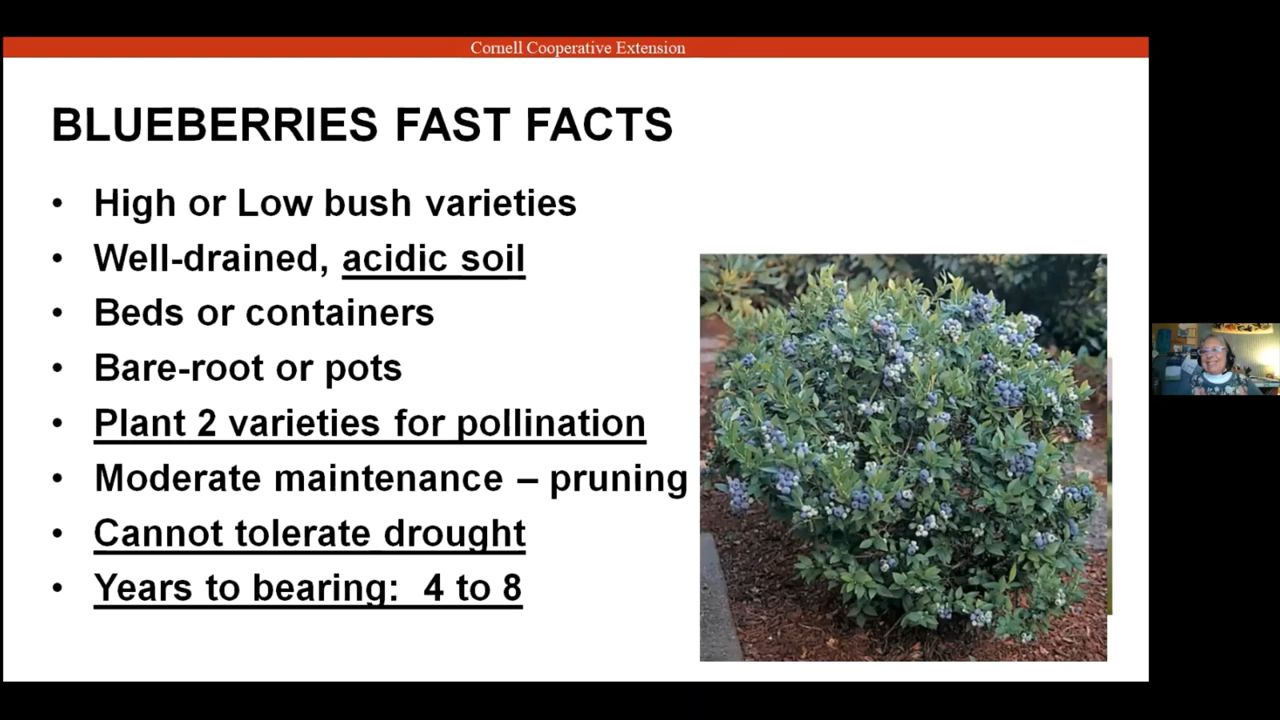 Cornell Cooperative Extension
BLUEBERRIES FAST FACTS
• High or Low bush varieties
• Well-drained, acidic soil
• Beds or containers
• Bare-root or pots
• Plant 2 varieties for pollination
• Moderate maintenance – pruning
• Cannot tolerate drought
• Years to bearing: 4 to 8